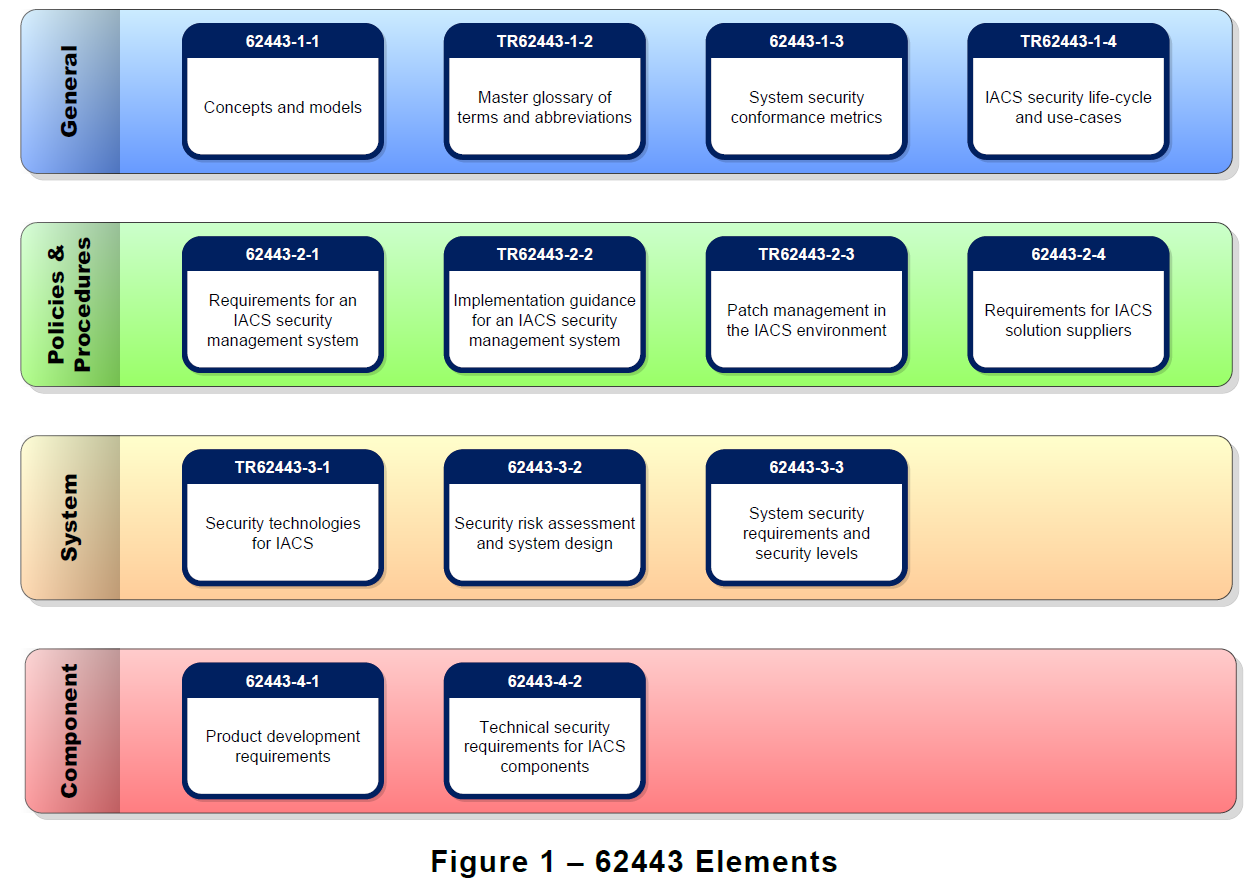 General
62443-1-1
Concepts and models
TR62443-1-2
Master glossary of
terms and abbreviations
62443-1-3
System security
conformance metrics
TR62443-1-4
IACS security life-cycle
and use-cases
Policies &
Procedures
62443-2-1
Requirements for an
IACS security
management system
TR62443-2-2
Implementation guidance
for an IACS security
management system
TR62443-2-3
Patch management in
the IACS environment
62443-2-4
Requirements for IACS
solution suppliers
System
TR62443-3-1
Security technologies
for IACS
62443-3-2
Security risk assessment
and system design
62443-3-3
System security
requirements and
security levels
Component
62443-4-1
Product development
requirements
62443-4-2
Technical security
requirements for IACS
components
Figure 1 – 62443 Elements